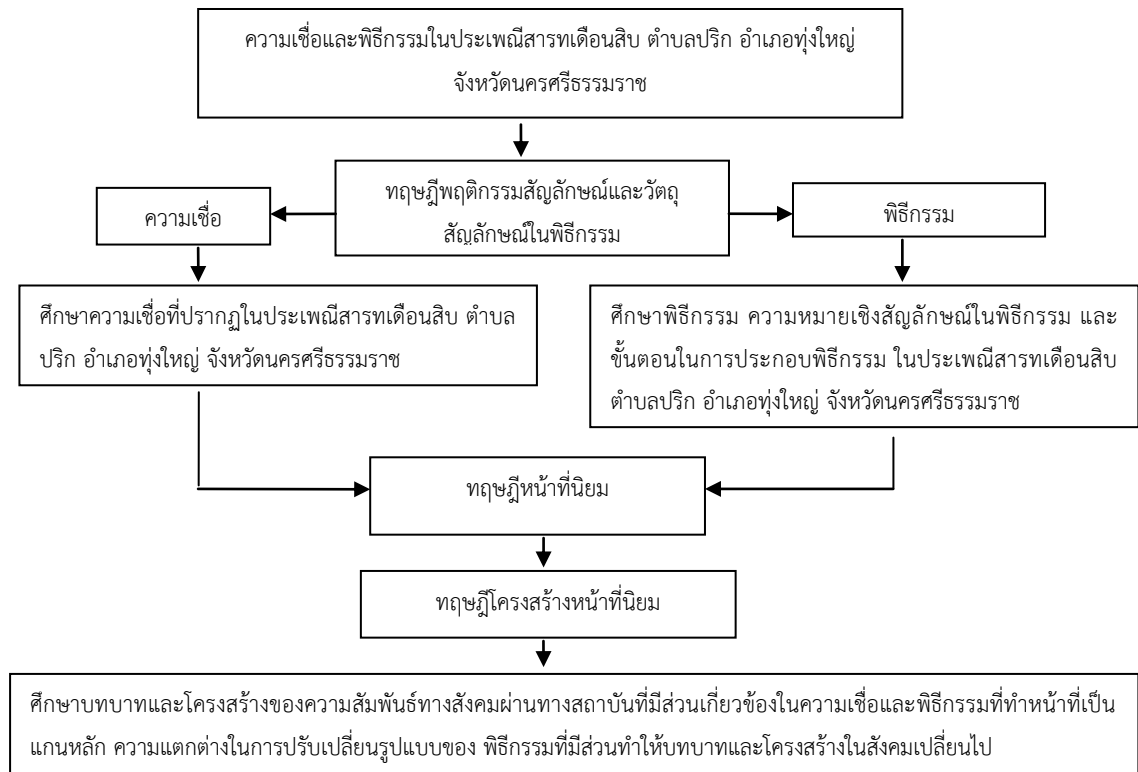 ความเชื่อและพิธีกรรมในประเพณีสารทเดือนสิบ ตำบลปริก อำเภอทุ่งใหญ่
จังหวัดนครศรีธรรมราช
ทฤษฎีพฤติกรรมสัญลักษณ์และวัตถุ
สัญลักษณ์ในพิธีกรรม
ความเชื่อ
พิธีกรรม
ศึกษาความเชื่อที่ปรากฏในประเพณีสารทเดือนสิบ ตำบล
ปริก อำเภอทุ่งใหญ่ จังหวัดนครศรีธรรมราช
ศึกษาพิธีกรรม ความหมายเชิงสัญลักษณ์ในพิธีกรรม และ
ขั้นตอนในการประกอบพิธีกรรม ในประเพณีสารทเดือนสิบ
ตำบลปริก อำเภอทุ่งใหญ่ จังหวัดนครศรีธรรมราช
ทฤษฎีหน้าที่นิยม
ทฤษฎีโครงสร้างหน้าที่นิยม
ศึกษาบทบาทและโครงสร้างของความสัมพันธ์ทางสังคมผ่านทางสถาบันที่มีส่วนเกี่ยวข้องในความเชื่อและพิธีกรรมที่ทำหน้าที่เป็น
แกนหลัก ความแตกต่างในการปรับเปลี่ยนรูปแบบของ พิธีกรรมที่มีส่วนทำให้บทบาทและโครงสร้างในสังคมเปลี่ยนไป